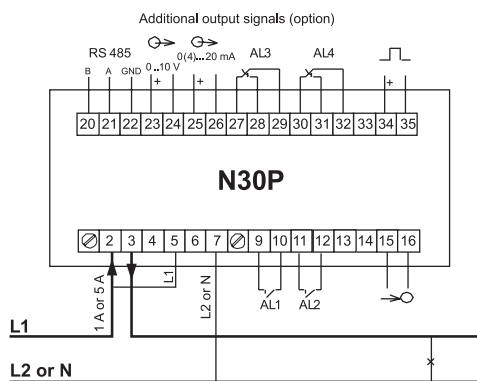 Additional output signals (option)
RS 485
B A GND
0 ..10 V
+
0(4)...20 mA
+
AL3
AL4
+
20 21 22 23 24 25 26 27 28 29 30 31 32 33 34 35
N30P
2 3 4 5 6 7 9 10 11 12 13 14 15 16
1 A or 5 A
L1
L2 or N
AL1
AL2
L1
L2 or N